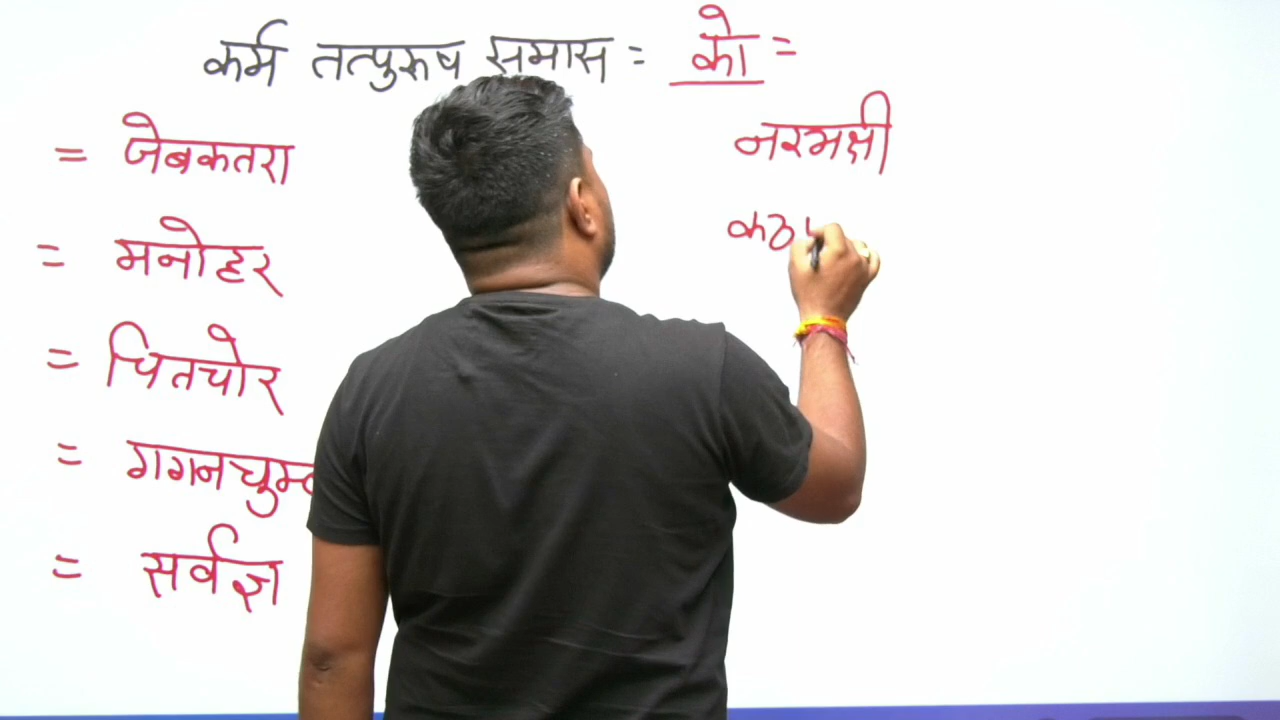 कर्म तत्पुरूष समास = को =
= जेबकतरा
= मनोहर
= चितचोर
=
= सर्वज्ञ
नरभक्षी